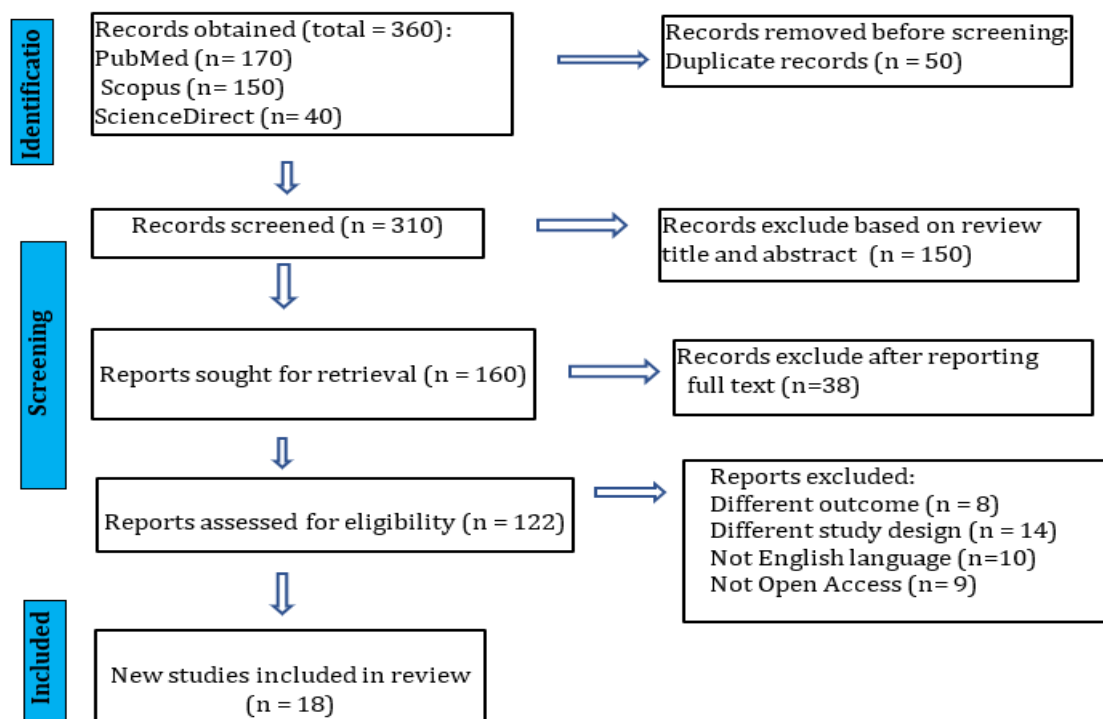 Identificatio
Records obtained (total = 360):
PubMed (n= 170)
Scopus (n= 150)
ScienceDirect (n= 40)
Records removed before screening:
Duplicate records (n = 50)
Screening
Records screened (n = 310)
Records exclude based on review
title and abstract (n = 150)
Reports sought for retrieval (n = 160)
Records exclude after reporting
full text (n=38)
Reports assessed for eligibility (n = 122)
Reports excluded:
Different outcome (n = 8)
Different study design (n = 14)
Not English language (n=10)
Not Open Access (n= 9)
Included
New studies included in review
(n = 18)